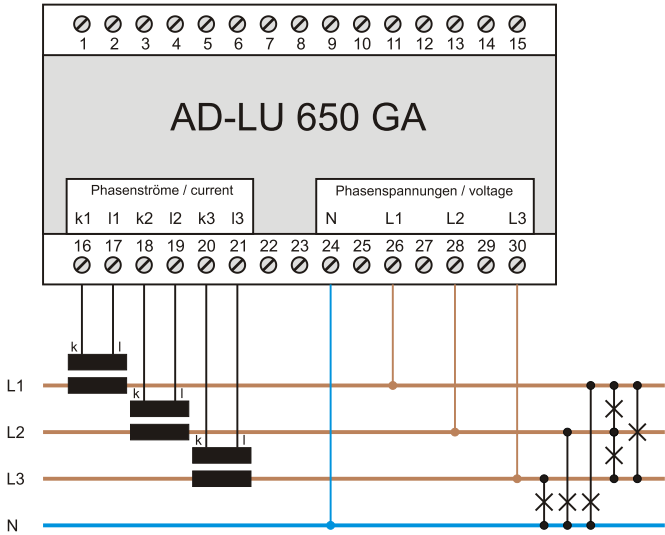 1 2 3 4 5 6 7 8 9 10 11 12 13 14 15
AD-LU 650 GA
Phasenströme / current
k1 l1 k2 l2 k3 l3
Phasenspannungen / voltage
N L1 L2 L3
16 17 18 19 20 21 22 23 24 25 26 27 28 29 30
k l
L1
k l
L2
k l
L3
N